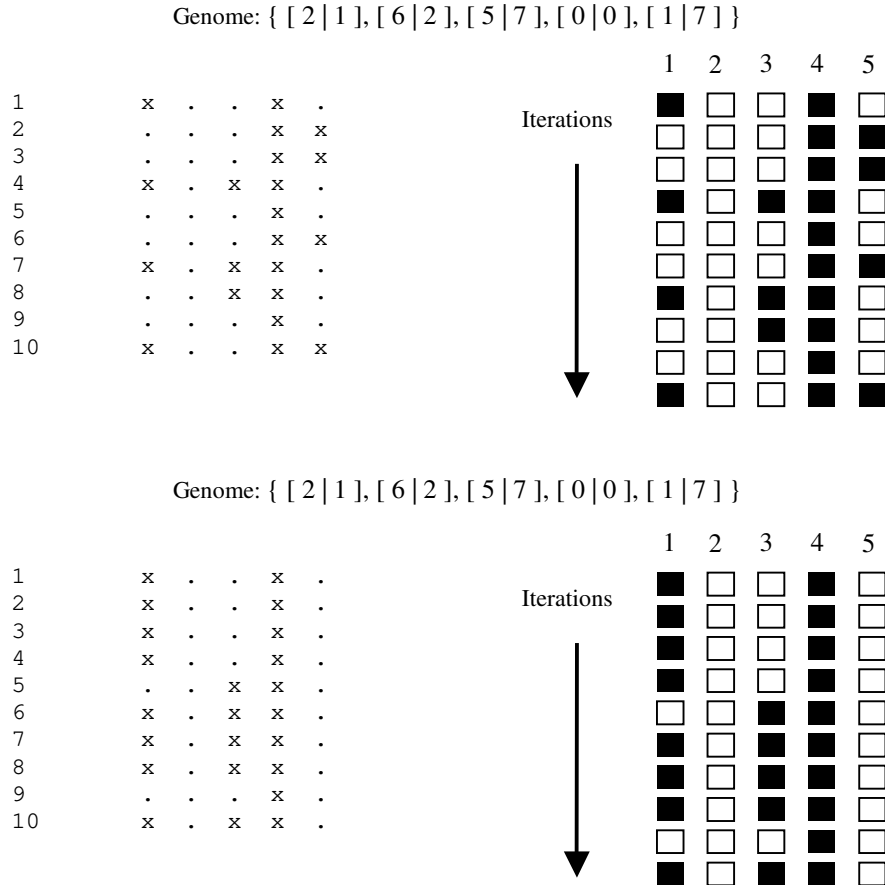 Genome: { [ 2 | 1 ], [ 6 | 2 ], [ 5 | 7 ], [ 0 | 0 ], [ 1 | 7 ] }
1 2 3 4 5
Iterations
1 x . . x .
2 . . . x x
3 . . . x x
4 x . x x .
5 . . . x .
6 . . . x x
7 x . x x .
8 . . x x .
9 . . . x .
10 x . . x x
Genome: { [ 2 | 1 ], [ 6 | 2 ], [ 5 | 7 ], [ 0 | 0 ], [ 1 | 7 ] }
1 2 3 4 5
Iterations
1 x . . x .
2 x . . x .
3 x . . x .
4 x . . x .
5 . . x x .
6 x . x x .
7 x . x x .
8 x . x x .
9 . . . x .
10 x . x x .